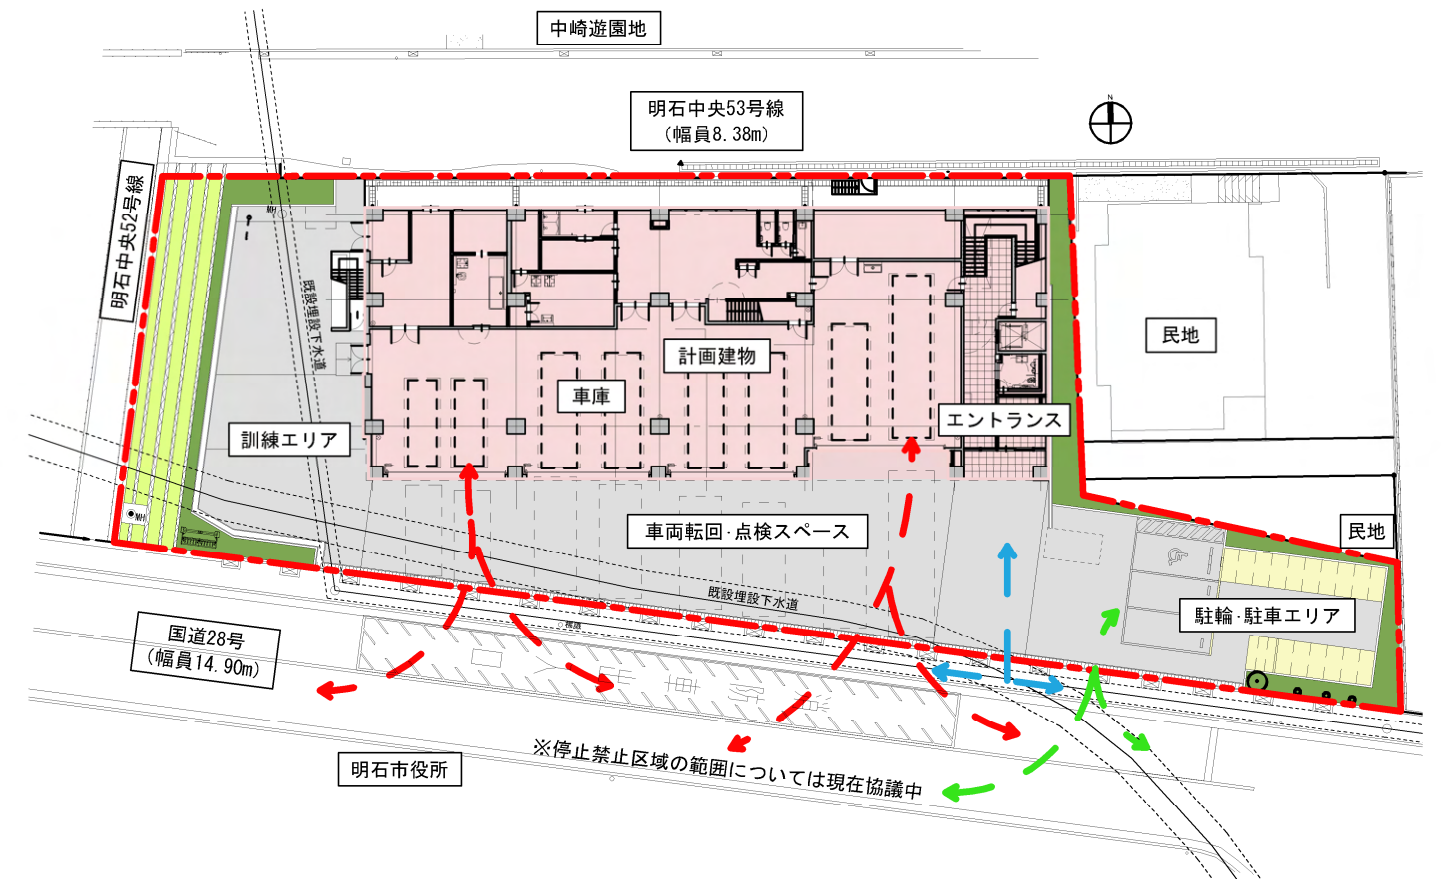 中崎遊園地
明石中央53号線
(幅員8.38m)
N
明石中央52号線
MH
既設埋設下水道
民地
計画建物
車庫
エントランス
訓練エリア
車両転回・点検スペース
民地
MH
既設埋設下水道
駐輪・駐車エリア
国道28号
(幅員14.90m)
※停止禁止区域の範囲については現在協議中
明石市役所